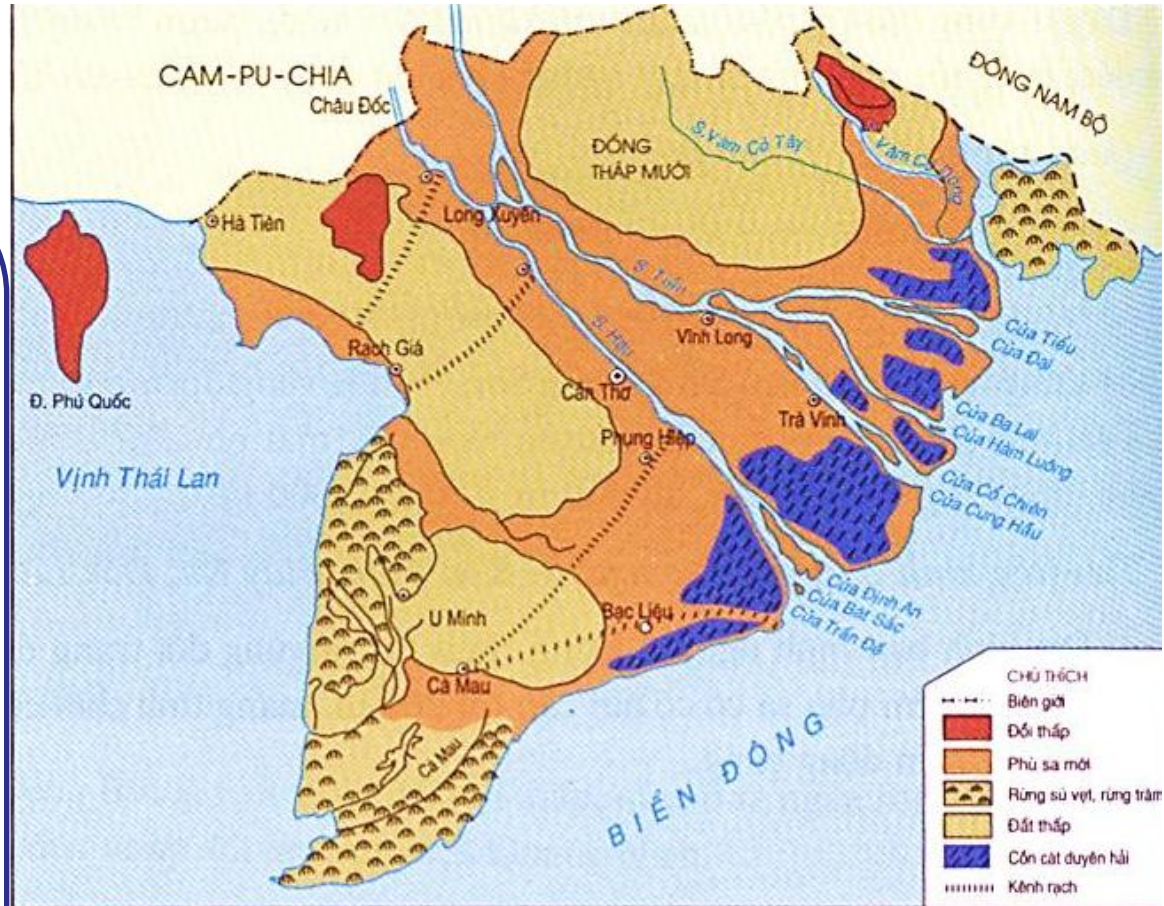 CAM-PU-CHIA
ĐÔNG NAM BỘ
Châu Đốc
S.Vàm Cỏ Tây
Vàm Cỏ Đông
ĐỒNG
THÁP MƯỜI
Hà Tiên
Long Xuyên
S. Tiền
S. Hậu
Vĩnh Long
Rạch Giá
Cần Thơ
Đ. Phú Quốc
Trà Vinh
Phụng Hiệp
Cửa Tiểu
Cửa Đại
Cửa Ba Lai
Cửa Hàm Luông
Cửa Cổ Chiên
Cửa Cung Hầu
Vịnh Thái Lan
Cửa Định An
Cửa Bát Sắc
Cửa Trần Đề
U Minh
Bạc Liêu
Cà Mau
Cà Mau
BIỂN ĐÔNG
CHÚ THÍCH
Biên giới
Đồi thấp
Phù sa mới
Rừng sú vẹt, rừng tràm
Đất thấp
Cồn cát duyên hải
Kênh rạch